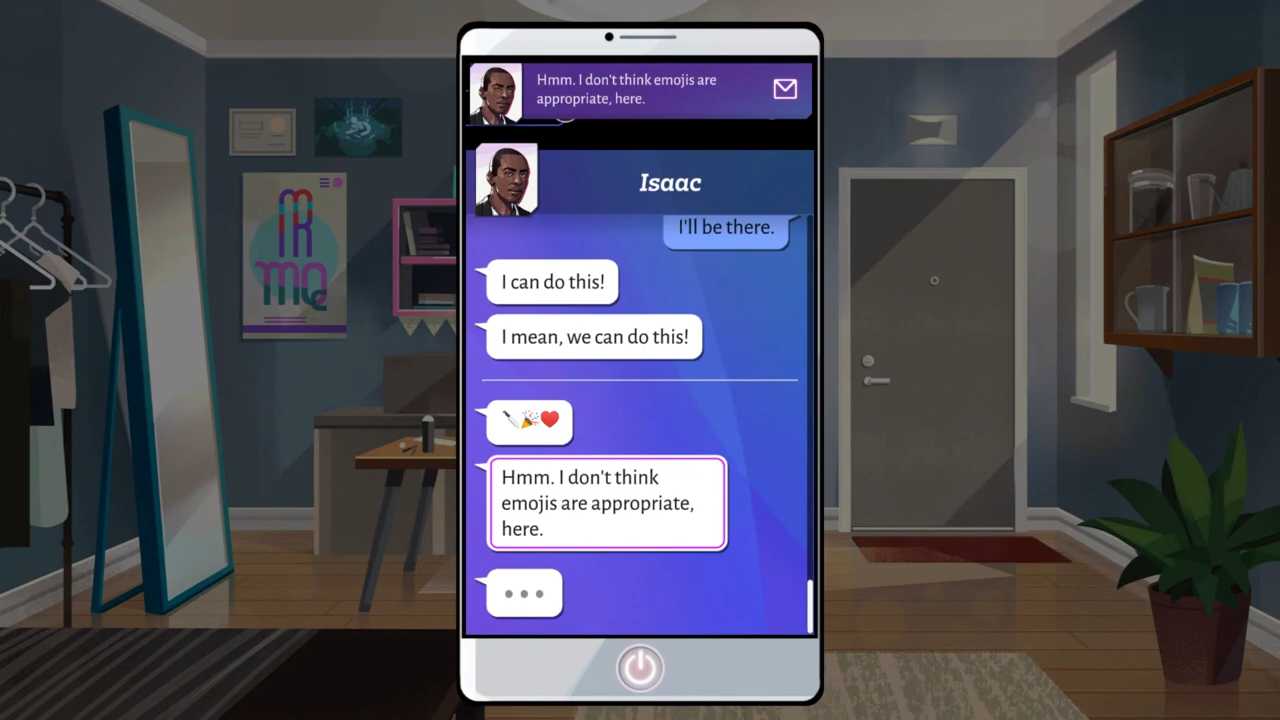 Hmm. I don't think emojis are
appropriate, here.
Isaac
I'll be there.
I can do this!
I mean, we can do this!
🔪🎉♥️
Hmm. I don't think
emojis are appropriate,
here.